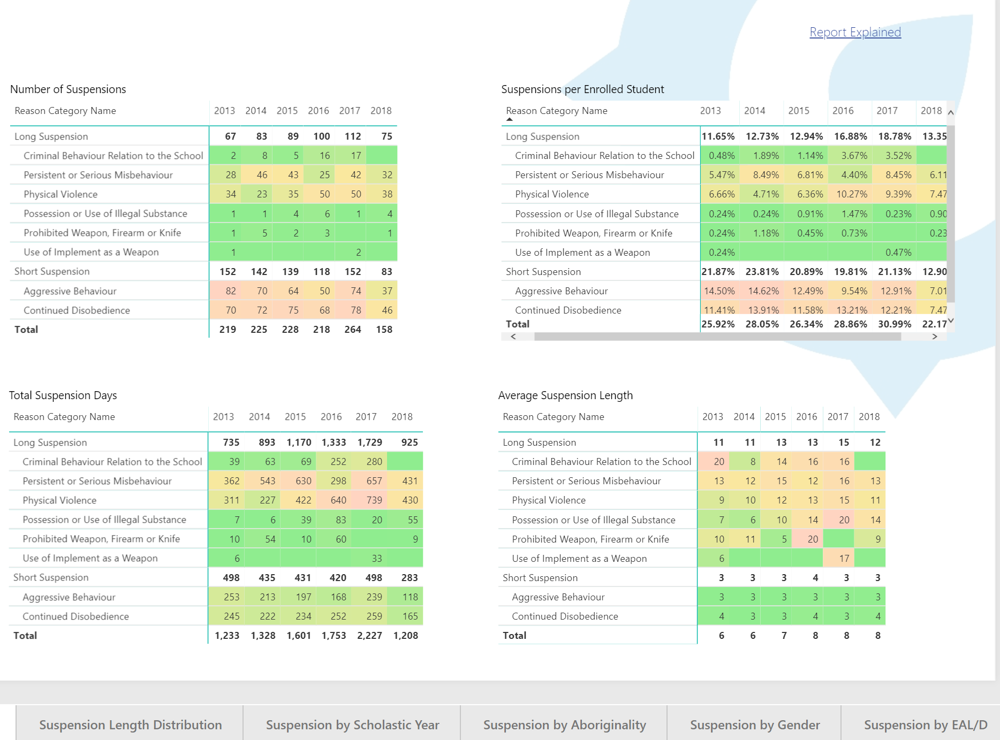 Report Explained
Number of Suspensions
Reason Category Name 2013 2014 2015 2016 2017 2018
Long Suspension 67 83 89 100 112 75
Criminal Behaviour Relation to the School 2 8 5 16 17
Persistent or Serious Misbehaviour 28 46 43 25 42 32
Physical Violence 34 23 35 50 50 38
Possession or Use of Illegal Substance 1 1 4 6 1 4
Prohibited Weapon, Firearm or Knife 1 5 2 3 1
Use of Implement as a Weapon 1 2
Short Suspension 152 142 139 118 152 83
Aggressive Behaviour 82 70 64 50 74 37
Continued Disobedience 70 72 75 68 78 46
Total 219 225 228 218 264 158
Suspensions per Enrolled Student
Reason Category Name 2013 2014 2015 2016 2017 2018
Long Suspension 11.65% 12.73% 12.94% 16.88% 18.78% 13.35
Criminal Behaviour Relation to the School 0.48% 1.89% 1.14% 3.67% 3.52%
Persistent or Serious Misbehaviour 5.47% 8.49% 6.81% 4.40% 8.45% 6.11
Physical Violence 6.66% 4.71% 6.36% 10.27% 9.39% 7.47
Possession or Use of Illegal Substance 0.24% 0.24% 0.91% 1.47% 0.23% 0.90
Prohibited Weapon, Firearm or Knife 0.24% 1.18% 0.45% 0.73% 0.23
Use of Implement as a Weapon 0.24% 0.47%
Short Suspension 21.87% 23.81% 20.89% 19.81% 21.13% 12.90
Aggressive Behaviour 14.50% 14.62% 12.49% 9.54% 12.91% 7.01
Continued Disobedience 11.41% 13.91% 11.58% 13.21% 12.21% 7.47
Total 25.92% 28.05% 26.34% 28.86% 30.99% 22.17
Total Suspension Days
Reason Category Name 2013 2014 2015 2016 2017 2018
Long Suspension 735 893 1,170 1,333 1,729 925
Criminal Behaviour Relation to the School 39 63 69 252 280
Persistent or Serious Misbehaviour 362 543 630 298 657 431
Physical Violence 311 227 422 640 739 430
Possession or Use of Illegal Substance 7 6 39 83 20 55
Prohibited Weapon, Firearm or Knife 10 54 10 60 9
Use of Implement as a Weapon 6 33
Short Suspension 498 435 431 420 498 283
Aggressive Behaviour 253 213 197 168 239 118
Continued Disobedience 245 222 234 252 259 165
Total 1,233 1,328 1,601 1,753 2,227 1,208
Average Suspension Length
Reason Category Name 2013 2014 2015 2016 2017 2018
Long Suspension 11 11 13 13 15 12
Criminal Behaviour Relation to the School 20 8 14 16 16
Persistent or Serious Misbehaviour 13 12 15 12 16 13
Physical Violence 9 10 12 13 15 11
Possession or Use of Illegal Substance 7 6 10 14 20 14
Prohibited Weapon, Firearm or Knife 10 11 5 20 9
Use of Implement as a Weapon 6 17
Short Suspension 3 3 3 4 3 3
Aggressive Behaviour 3 3 3 3 3 3
Continued Disobedience 4 3 3 4 3 4
Total 6 6 7 8 8 8
Suspension Length Distribution Suspension by Scholastic Year Suspension by Aboriginality Suspension by Gender Suspension by EAL/D